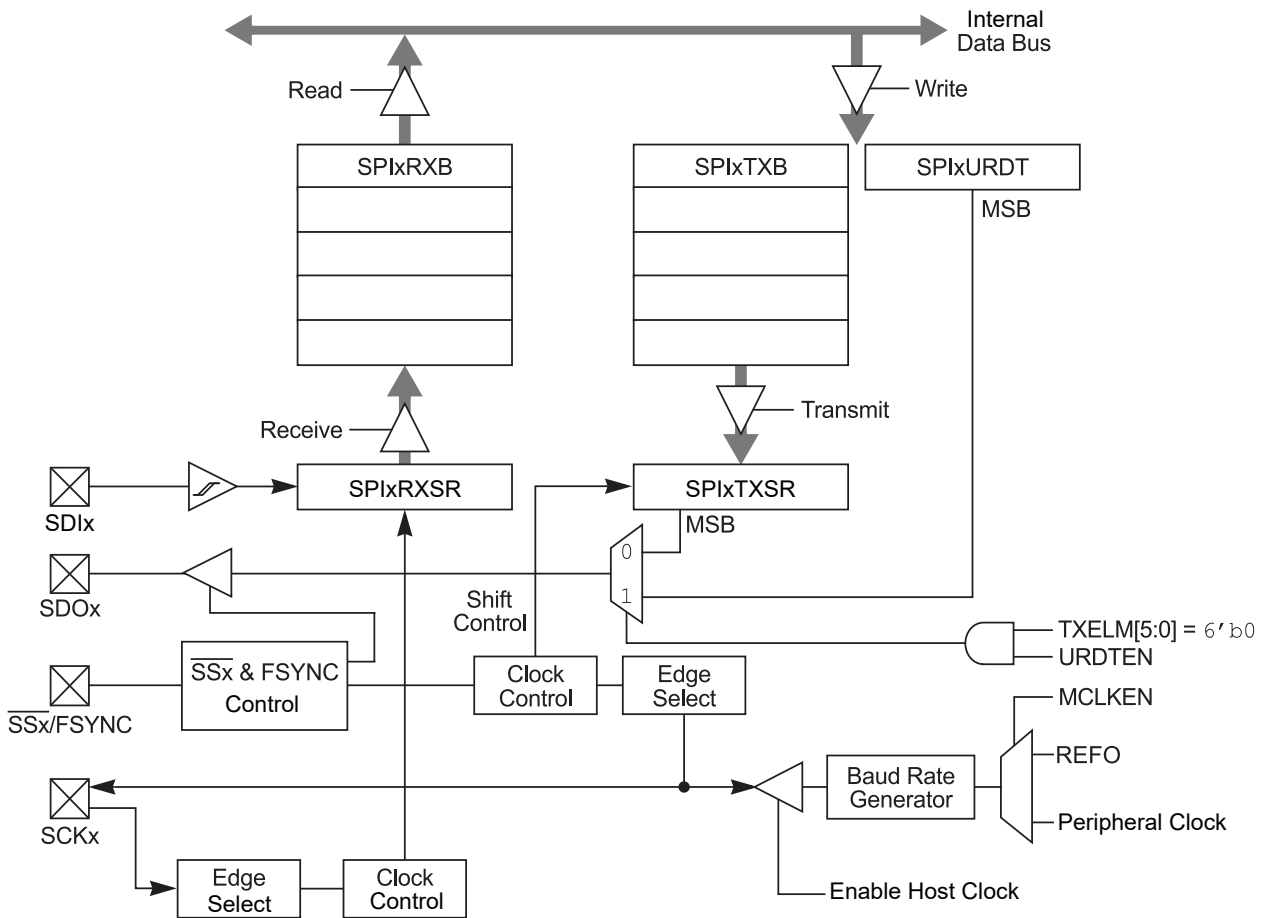 Internal
Data Bus
Read
Write
SPIxRXB
SPIxTXB
SPIxURDT
MSB
Transmit
Receive
SPIxRXSR
SPIxTXSR
SDIx
MSB
0
1
SDOx
Shift
Control
TXELM[5:0] = 6'b0
URDTEN
SSx & FSYNC
Control
Clock
Control
Edge
Select
SSx/FSYNC
MCLKEN
REFO
Baud Rate
Generator
Peripheral Clock
SCKx
Edge
Select
Clock
Control
Enable Host Clock